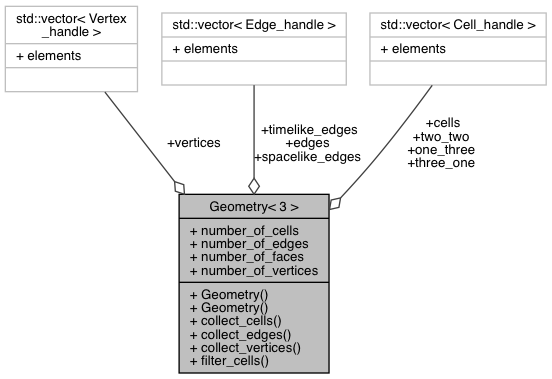 std::vector< Vertex
_handle >
+ elements
std::vector< Edge_handle >
+ elements
std::vector< Cell_handle >
+ elements
+vertices
+timelike_edges
+edges
+spacelike_edges
+cells
+two_two
+one_three
+three_one
Geometry< 3 >
+ number_of_cells
+ number_of_edges
+ number_of_faces
+ number_of_vertices
+ Geometry()
+ Geometry()
+ collect_cells()
+ collect_edges()
+ collect_vertices()
+ filter_cells()